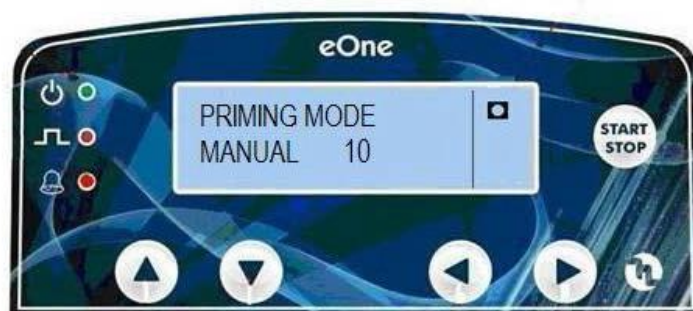 eOne
PRIMING MODE
MANUAL 10
START
STOP